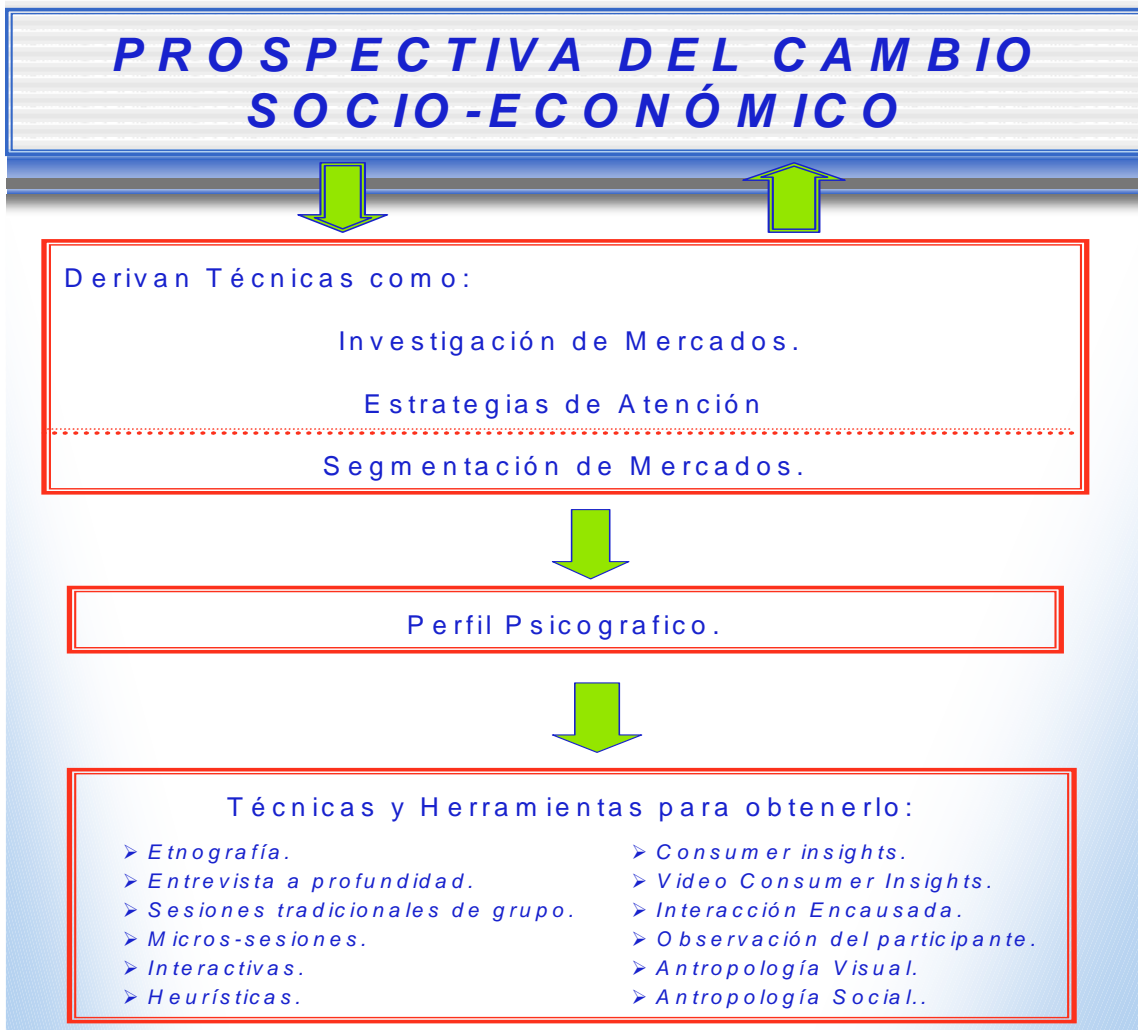 PROSPECTIVA DEL CAMBIO
SOCIO-ECONÓMICO
Derivan Técnicas como:
Investigación de Mercados.
Estrategias de Atención
Segmentación de Mercados.
Perfil Psicografico.
Técnicas y Herramientas para obtenerlo:
➢ Etnografía.
➢ Entrevista a profundidad.
➢ Sesiones tradicionales de grupo.
➢ Micros-sesiones.
➢ Interactivas.
➢ Heurísticas.
➢ Consumer insights.
➢ Video Consumer Insights.
➢ Interacción Encausada.
➢ Observación del participante.
➢ Antropología Visual.
➢ Antropología Social..